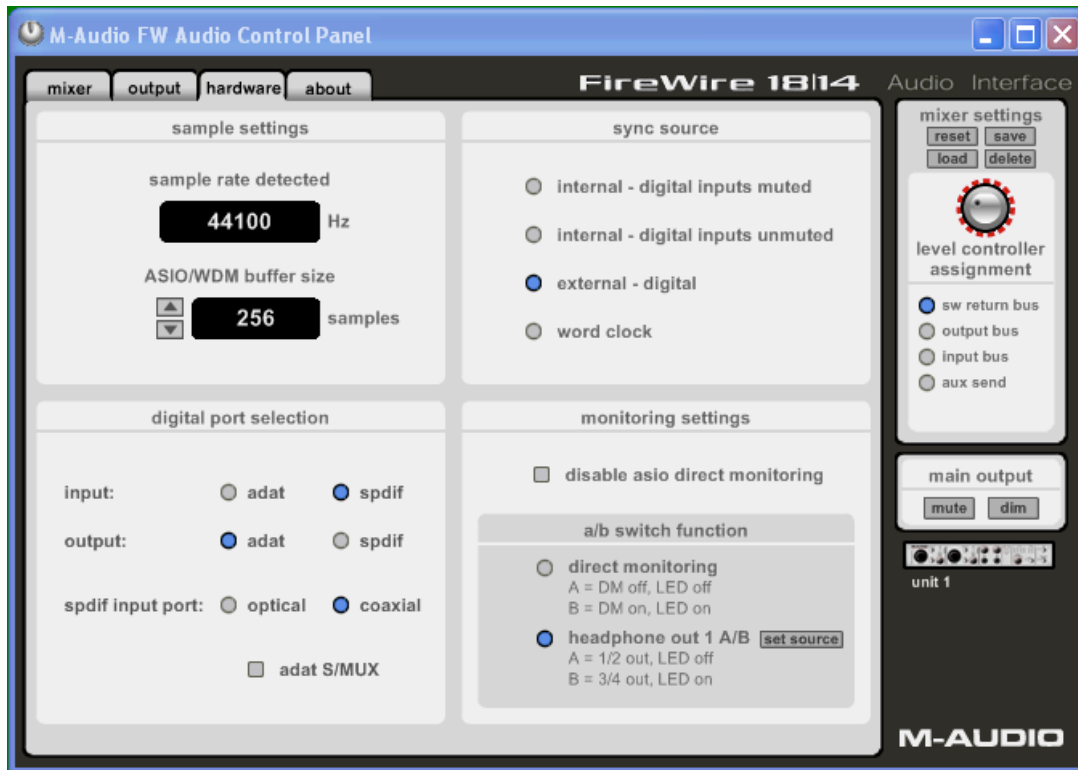 M-Audio FW Audio Control Panel
mixer output hardware about
FireWire 18|14 Audio Interface
sample settings
sample rate detected
44100 Hz
ASIO/WDM buffer size
256 samples
sync source
internal - digital inputs muted
internal - digital inputs unmuted
external - digital
word clock
digital port selection
input: adat spdif
output: adat spdif
spdif input port: optical coaxial
adat S/MUX
monitoring settings
disable asio direct monitoring
a/b switch function
direct monitoring
A = DM off, LED off
B = DM on, LED on
headphone out 1 A/B set source
A = 1/2 out, LED off
B = 3/4 out, LED on
mixer settings
reset save
load delete
level controller
assignment
sw return bus
output bus
input bus
aux send
main output
mute dim
unit 1
M-AUDIO